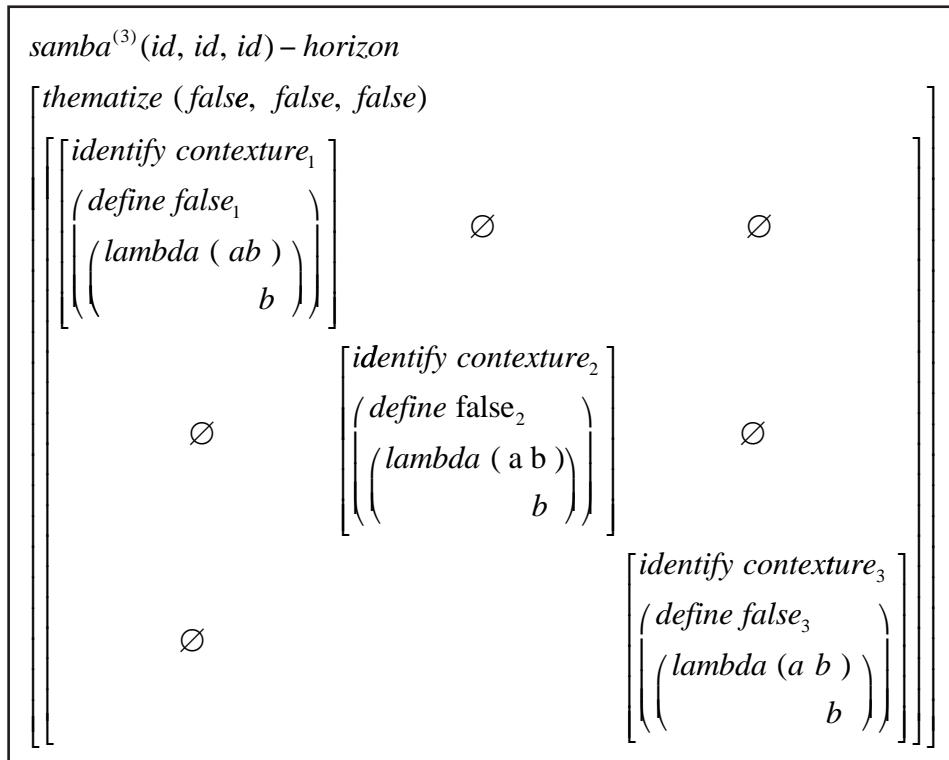 samba^(3)(id, id, id) – horizon
thematize (false, false, false)
identify contexture₁
define false₁
lambda ( ab )
b
∅ ∅
identify contexture₂
define false₂
lambda ( a b )
b
∅ ∅
identify contexture₃
define false₃
lambda (a b )
b
∅